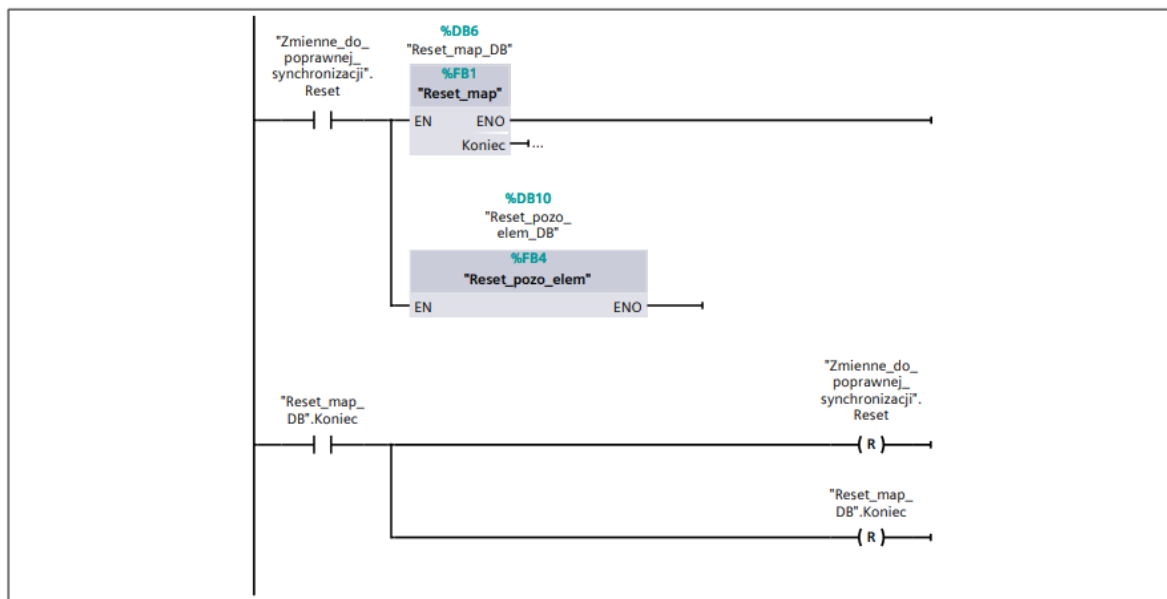 %DB6
"Reset_map_DB"
"Zmienne_do_
poprawnej_
synchronizacji".
Reset
%FB1
"Reset_map"
EN ENO
Koniec ...
%DB10
"Reset_pozo_
elem_DB"
%FB4
"Reset_pozo_elem"
EN ENO
"Zmienne_do_
poprawnej_
synchronizacji".
Reset
"Reset_map_
DB".Koniec
R
"Reset_map_
DB".Koniec
R